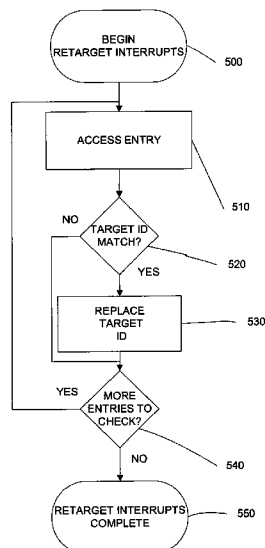 BEGIN
RETARGET INTERRUPTS
500
ACCESS ENTRY
510
NO
TARGET ID
MATCH?
520
YES
REPLACE
TARGET
ID
530
YES
MORE
ENTRIES TO
CHECK?
540
NO
RETARGET INTERRUPTS
COMPLETE
550